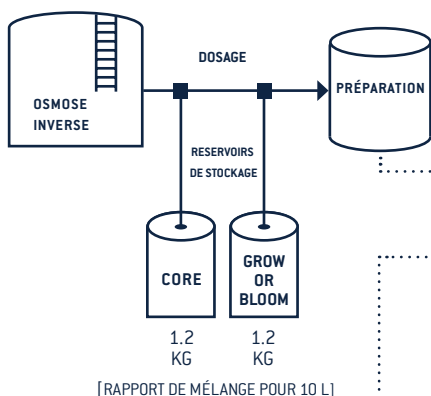 DOSAGE
OSMOSE
INVERSE
PRÉPARATION
RESERVOIRS
DE STOCKAGE
CORE
GROW
OR
BLOOM
1.2
KG
1.2
KG
[RAPPORT DE MÉLANGE POUR 10 L]